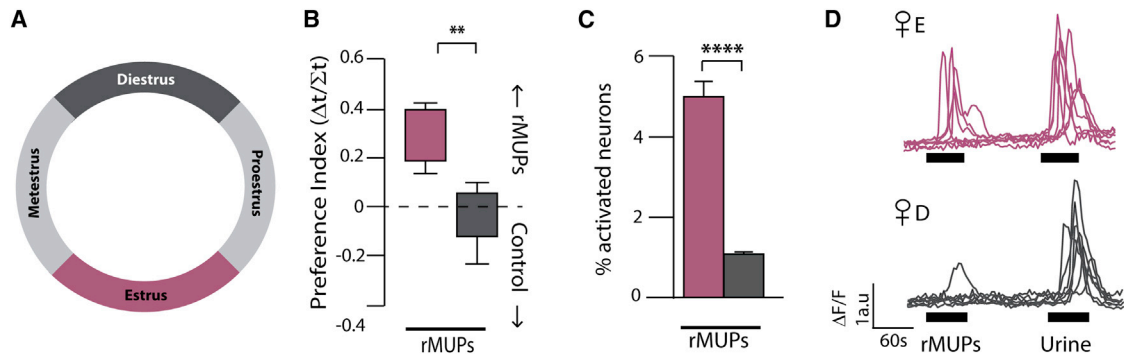 A
Diestrus
Metestrus
Proestrus
Estrus
B
**
Preference Index (Δt/Σt)
0.6
0.4
0.2
0
-0.2
-0.4
← Control rMUPs →
rMUPs
C
****
% activated neurons
6
4
2
0
rMUPs
D
♀E
♀D
ΔF/F
1a.u
60s
rMUPs
Urine